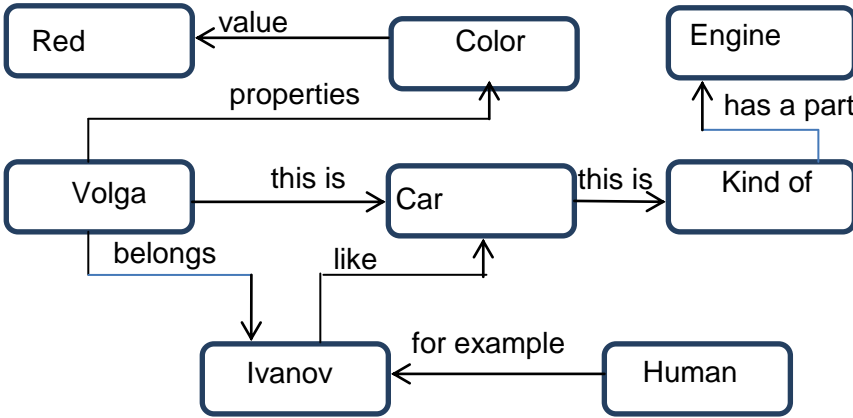 Red
value
Color
Engine
properties
has a part
Volga
this is
Car
this is
Kind of
belongs
like
Ivanov
for example
Human